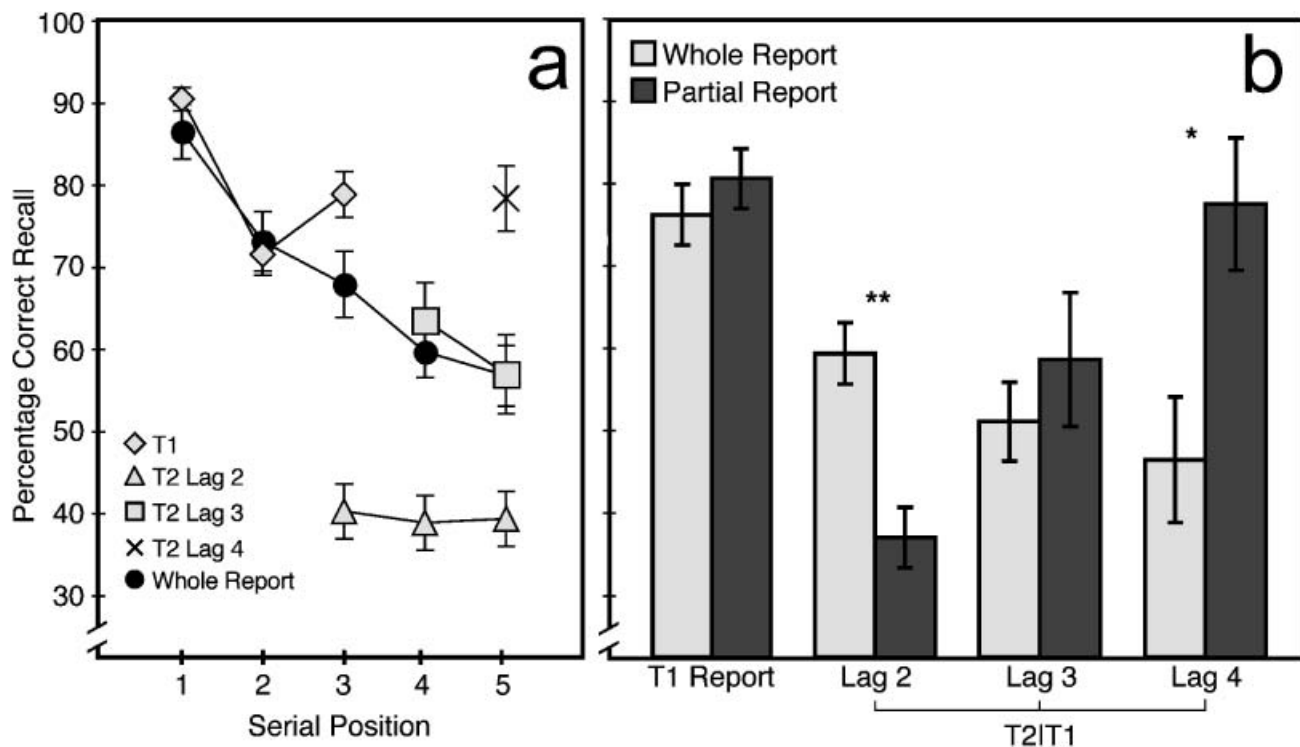 a
100
90
80
70
60
50
40
30
Percentage Correct Recall
T1
T2 Lag 2
T2 Lag 3
T2 Lag 4
Whole Report
1 2 3 4 5
Serial Position
b
Whole Report
Partial Report
**
*
T1 Report Lag 2 Lag 3 Lag 4
T2|T1